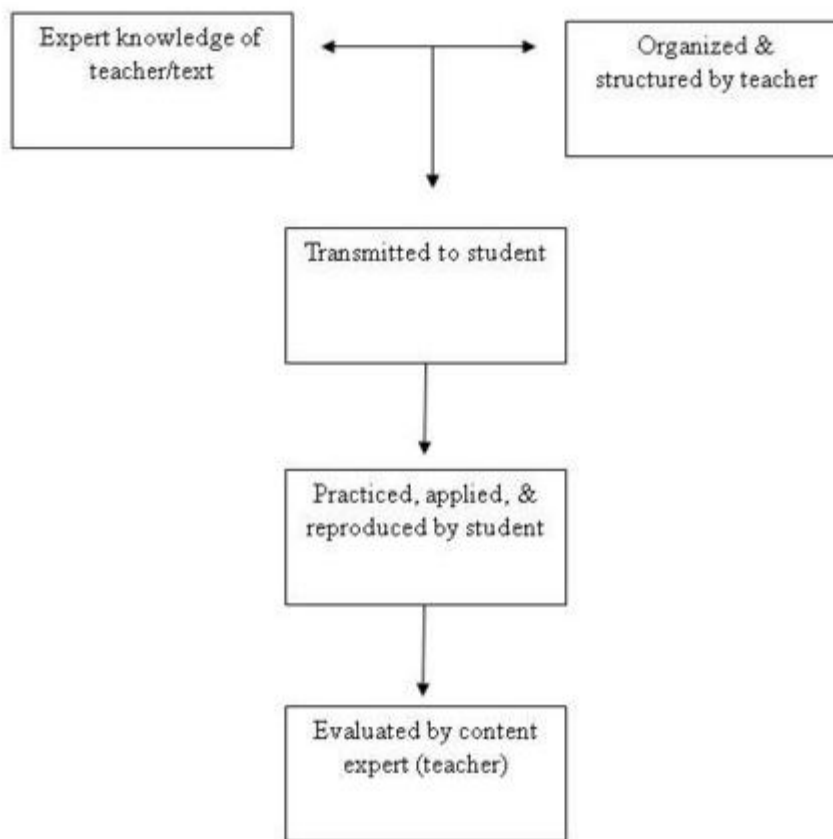 Expert knowledge of
teacher/text
Organized &
structured by teacher
Transmitted to student
Practiced, applied, &
reproduced by student
Evaluated by content
expert (teacher)